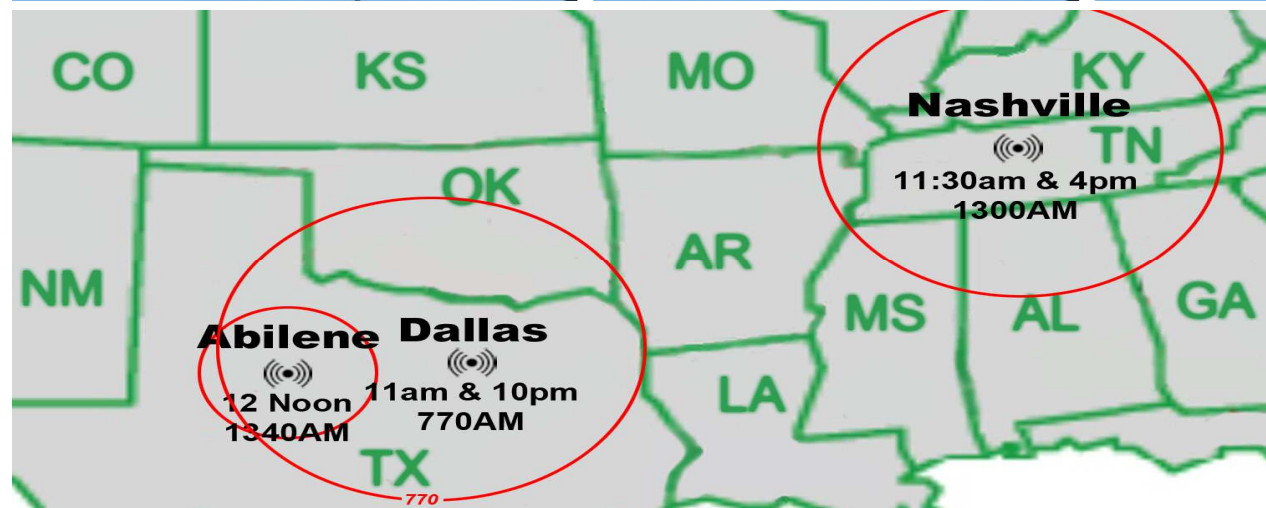 CO
KS
MO
KY
Nashville
TN
11:30am & 4pm
1300AM
OK
AR
NM
MS
AL
GA
Abilene
12 Noon
1340AM
Dallas
11am & 10pm
770AM
LA
TX
770